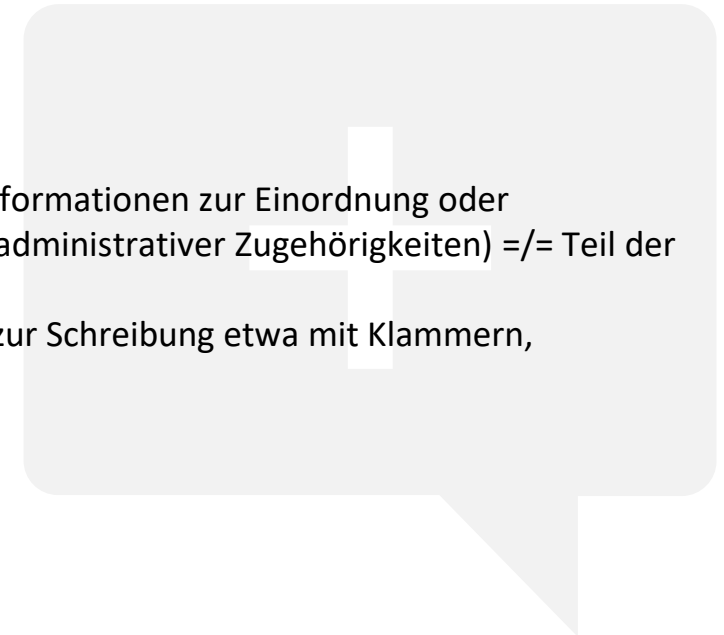 formationen zur Einordnung oder
administrativer Zugehörigkeiten) =/= Teil der
zur Schreibung etwa mit Klammern,